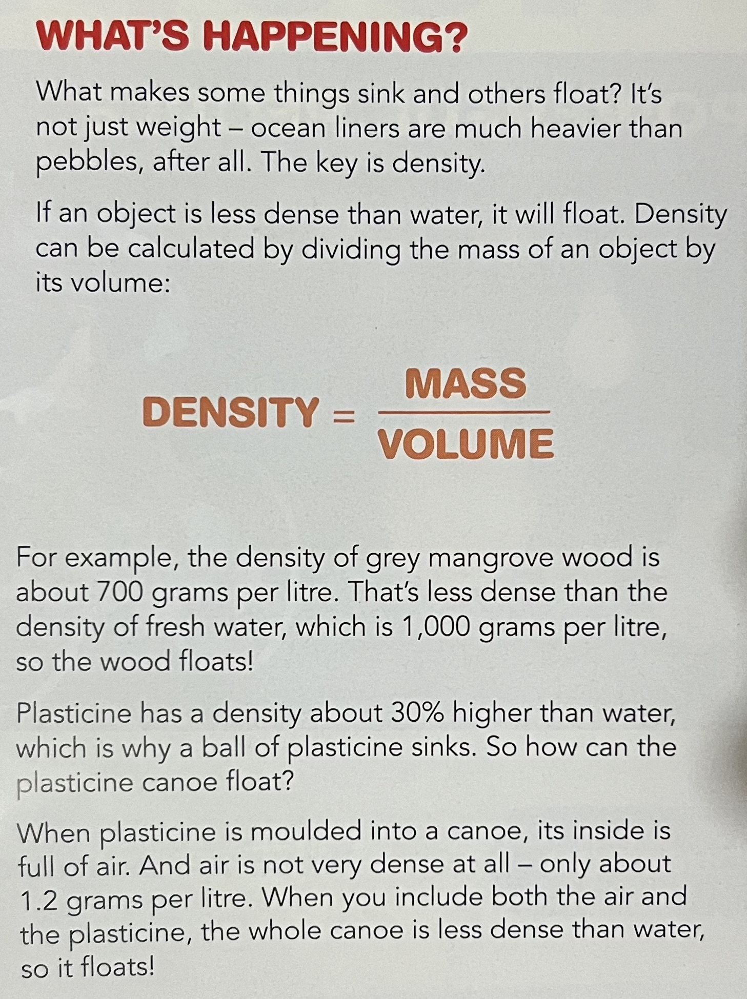 WHAT'S HAPPENING?
What makes some things sink and others float? It's
not just weight – ocean liners are much heavier than
pebbles, after all. The key is density.
If an object is less dense than water, it will float. Density
can be calculated by dividing the mass of an object by
its volume:
MASS
DENSITY =
VOLUME
For example, the density of grey mangrove wood is
about 700 grams per litre. That's less dense than the
density of fresh water, which is 1,000 grams per litre,
so the wood floats!
Plasticine has a density about 30% higher than water,
which is why a ball of plasticine sinks. So how can the
plasticine canoe float?
When plasticine is moulded into a canoe, its inside is
full of air. And air is not very dense at all – only about
1.2 grams per litre. When you include both the air and
the plasticine, the whole canoe is less dense than water,
so it floats!